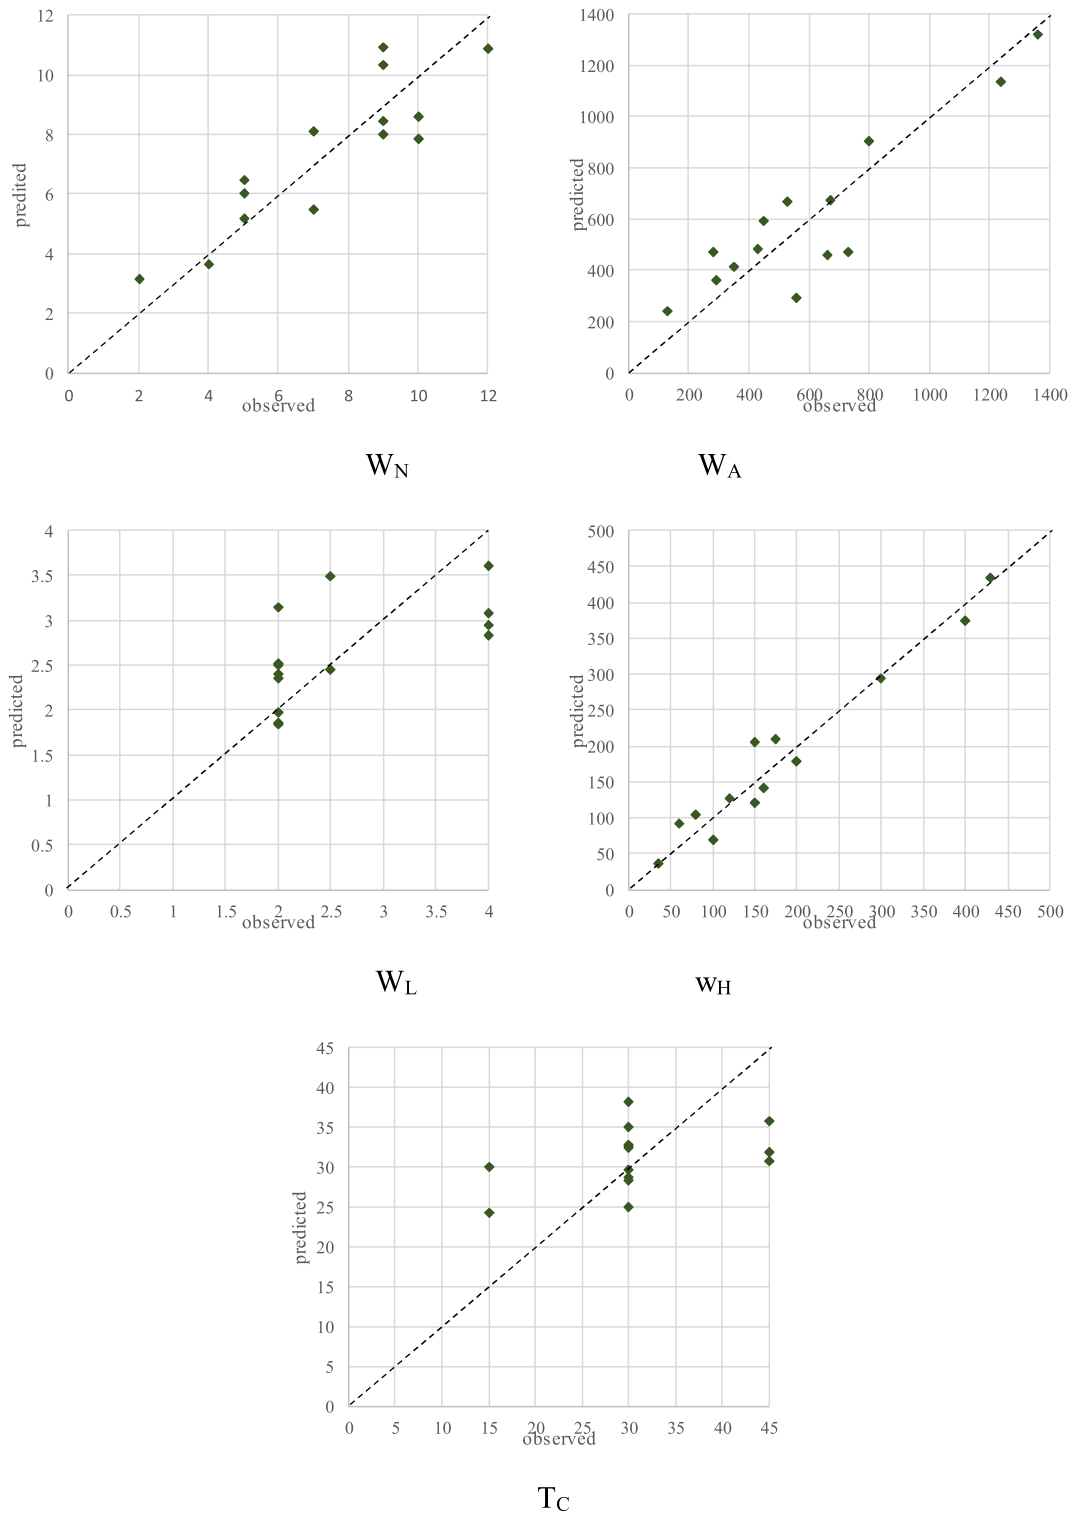 12
10
8
6
4
2
0
predited
0 2 4 6 8 10 12
observed
1400
1200
1000
800
600
400
200
0
predicted
0 200 400 600 800 1000 1200 1400
observed
W_N
W_A
4
3.5
3
2.5
2
1.5
1
0.5
0
predicted
0 0.5 1 1.5 2 2.5 3 3.5 4
observed
500
450
400
350
300
250
200
150
100
50
0
predicted
0 50 100 150 200 250 300 350 400 450 500
observed
W_L
w_H
45
40
35
30
25
20
15
10
5
0
predicted
0 5 10 15 20 25 30 35 40 45
observed
T_C